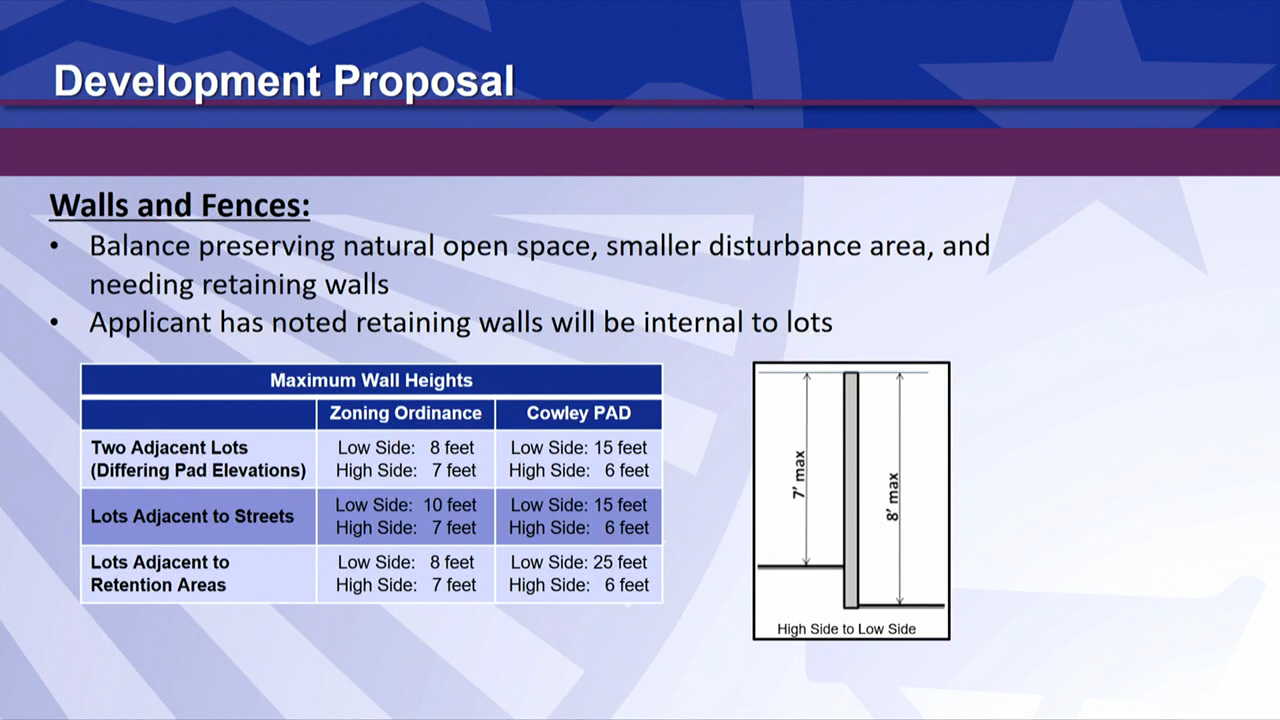 Development Proposal
Walls and Fences:
• Balance preserving natural open space, smaller disturbance area, and
needing retaining walls
• Applicant has noted retaining walls will be internal to lots
Maximum Wall Heights
Zoning Ordinance Cowley PAD
Two Adjacent Lots
(Differing Pad Elevations)
Low Side: 8 feet
High Side: 7 feet
Low Side: 15 feet
High Side: 6 feet
Lots Adjacent to Streets
Low Side: 10 feet
High Side: 7 feet
Low Side: 15 feet
High Side: 6 feet
Lots Adjacent to
Retention Areas
Low Side: 8 feet
High Side: 7 feet
Low Side: 25 feet
High Side: 6 feet
7' max
8' max
High Side to Low Side